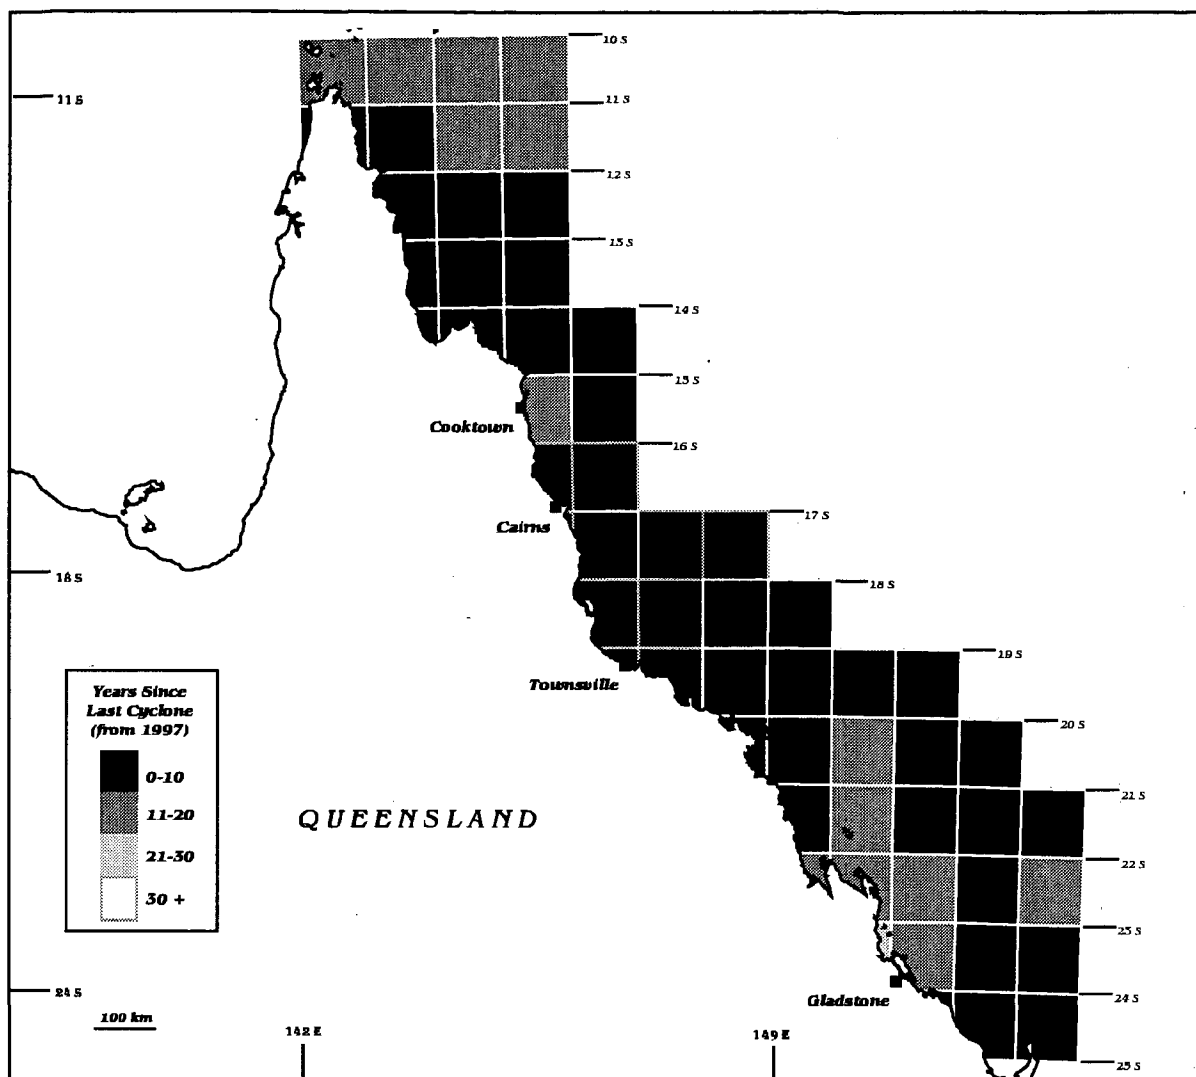 10 S
11 S
11 S
12 S
13 S
14 S
15 S
Cooktown
16 S
Cairns
17 S
18 S
18 S
19 S
Townsville
Years Since
Last Cyclone
(from 1997)
0-10
11-20
21-30
30 +
20 S
21 S
QUEENSLAND
22 S
23 S
24 S
Gladstone
24 S
100 km
142 E
149 E
25 S